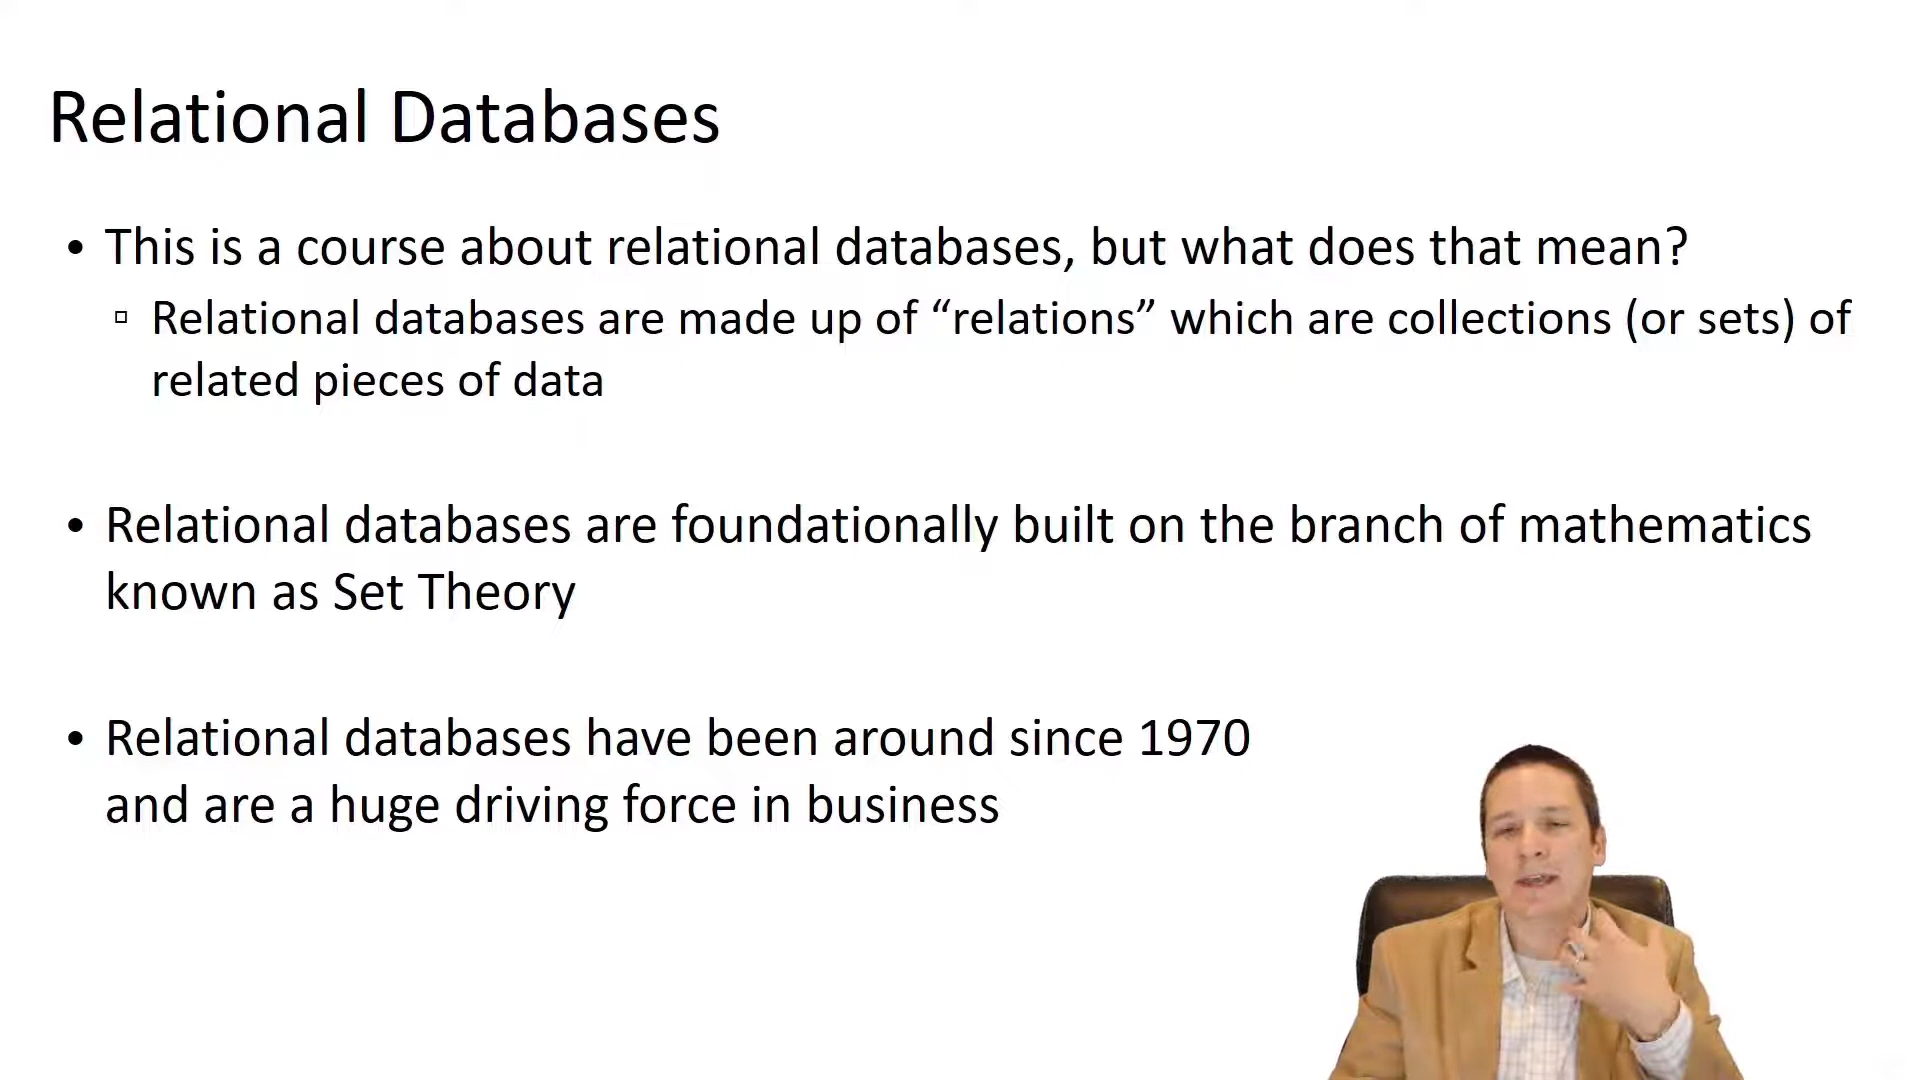 Relational Databases
• This is a course about relational databases, but what does that mean?
▫ Relational databases are made up of “relations” which are collections (or sets) of
related pieces of data
• Relational databases are foundationally built on the branch of mathematics
known as Set Theory
• Relational databases have been around since 1970
and are a huge driving force in business